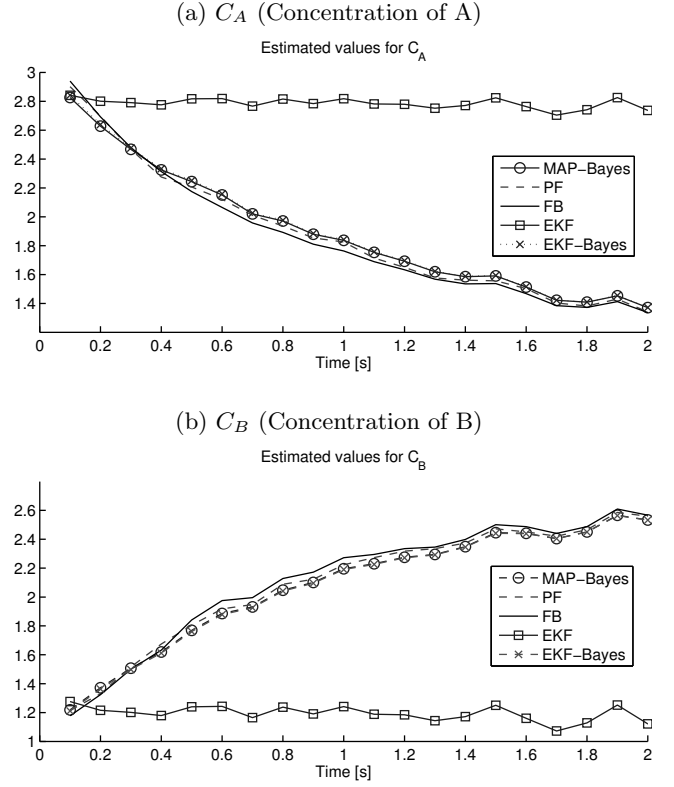 (a) C_A (Concentration of A)
Estimated values for C_A
3
2.8
2.6
2.4
2.2
2
1.8
1.6
1.4
MAP−Bayes
PF
FB
EKF
EKF−Bayes
0 0.2 0.4 0.6 0.8 1 1.2 1.4 1.6 1.8 2
Time [s]
(b) C_B (Concentration of B)
Estimated values for C_B
2.6
2.4
2.2
2
1.8
1.6
1.4
1.2
1
MAP−Bayes
PF
FB
EKF
EKF−Bayes
0 0.2 0.4 0.6 0.8 1 1.2 1.4 1.6 1.8 2
Time [s]